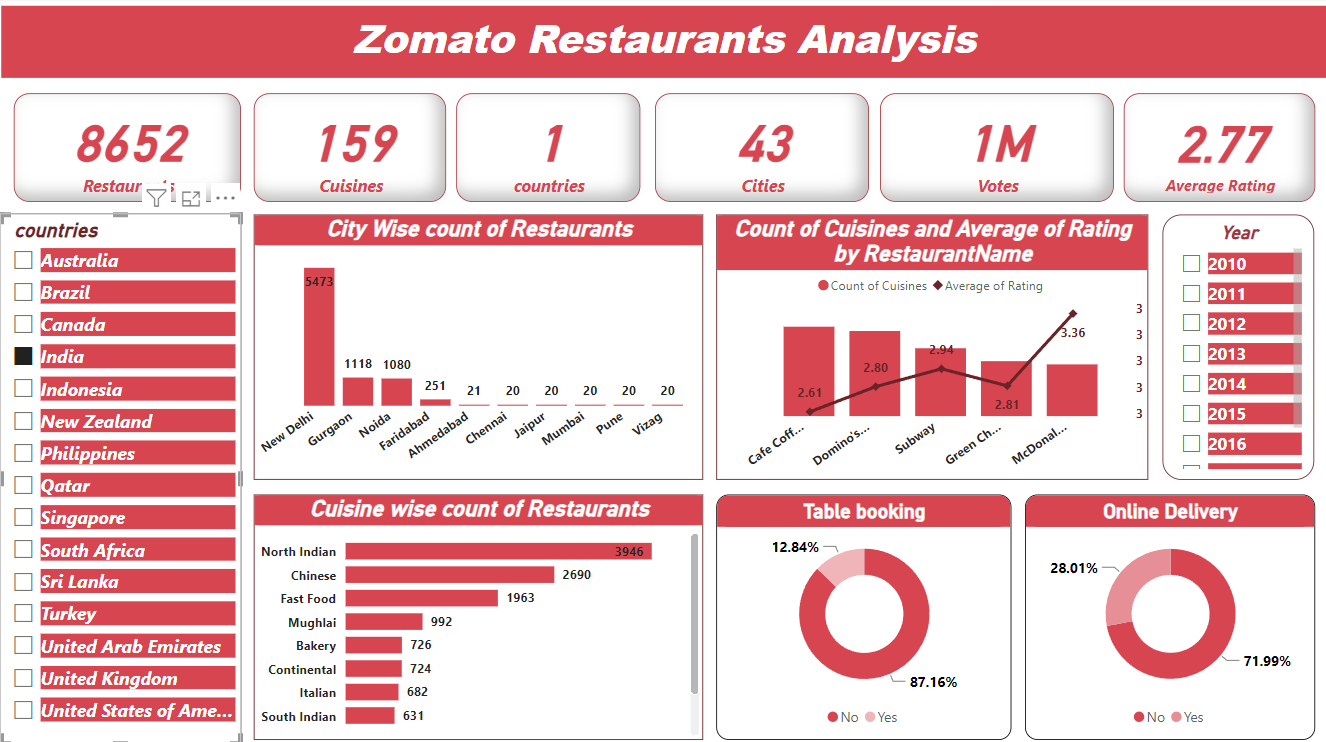 Zomato Restaurants Analysis
8652
159
1
43
1M
2.77
Cuisines
countries
Cities
Votes
Average Rating
countries
Australia
Brazil
Canada
India
Indonesia
New Zealand
Philippines
Qatar
Singapore
South Africa
Sri Lanka
Turkey
United Arab Emirates
United Kingdom
United States of Ame...
City Wise count of Restaurants
5473
1118
1080
251
21
20
20
20
20
20
New Delhi
Gurgaon
Noida
Faridabad
Ahmedabad
Chennai
Jaipur
Mumbai
Pune
Vizag
Count of Cuisines and Average of Rating
by RestaurantName
Count of Cuisines Average of Rating
2.61
2.80
2.94
2.81
3.36
3
3
3
3
3
Cafe Coff...
Domino's...
Subway
Green Ch...
McDonal...
Year
2010
2011
2012
2013
2014
2015
2016
Cuisine wise count of Restaurants
North Indian 3946
Chinese 2690
Fast Food 1963
Mughlai 992
Bakery 726
Continental 724
Italian 682
South Indian 631
Table booking
12.84%
87.16%
No Yes
Online Delivery
28.01%
71.99%
No Yes